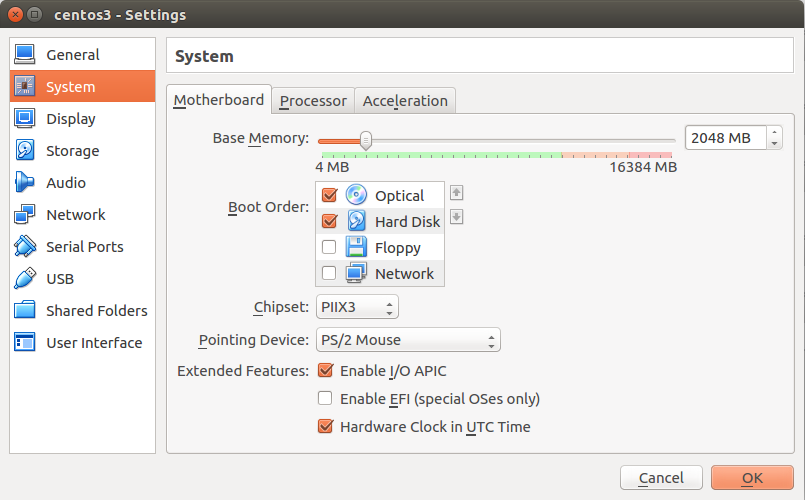 centos3 - Settings
General
System
Display
Storage
Audio
Network
Serial Ports
USB
Shared Folders
User Interface
System
Motherboard Processor Acceleration
Base Memory: 2048 MB
4 MB 16384 MB
Boot Order:
Optical
Hard Disk
Floppy
Network
Chipset: PIIX3
Pointing Device: PS/2 Mouse
Extended Features: Enable I/O APIC
Enable EFI (special OSes only)
Hardware Clock in UTC Time
Cancel OK